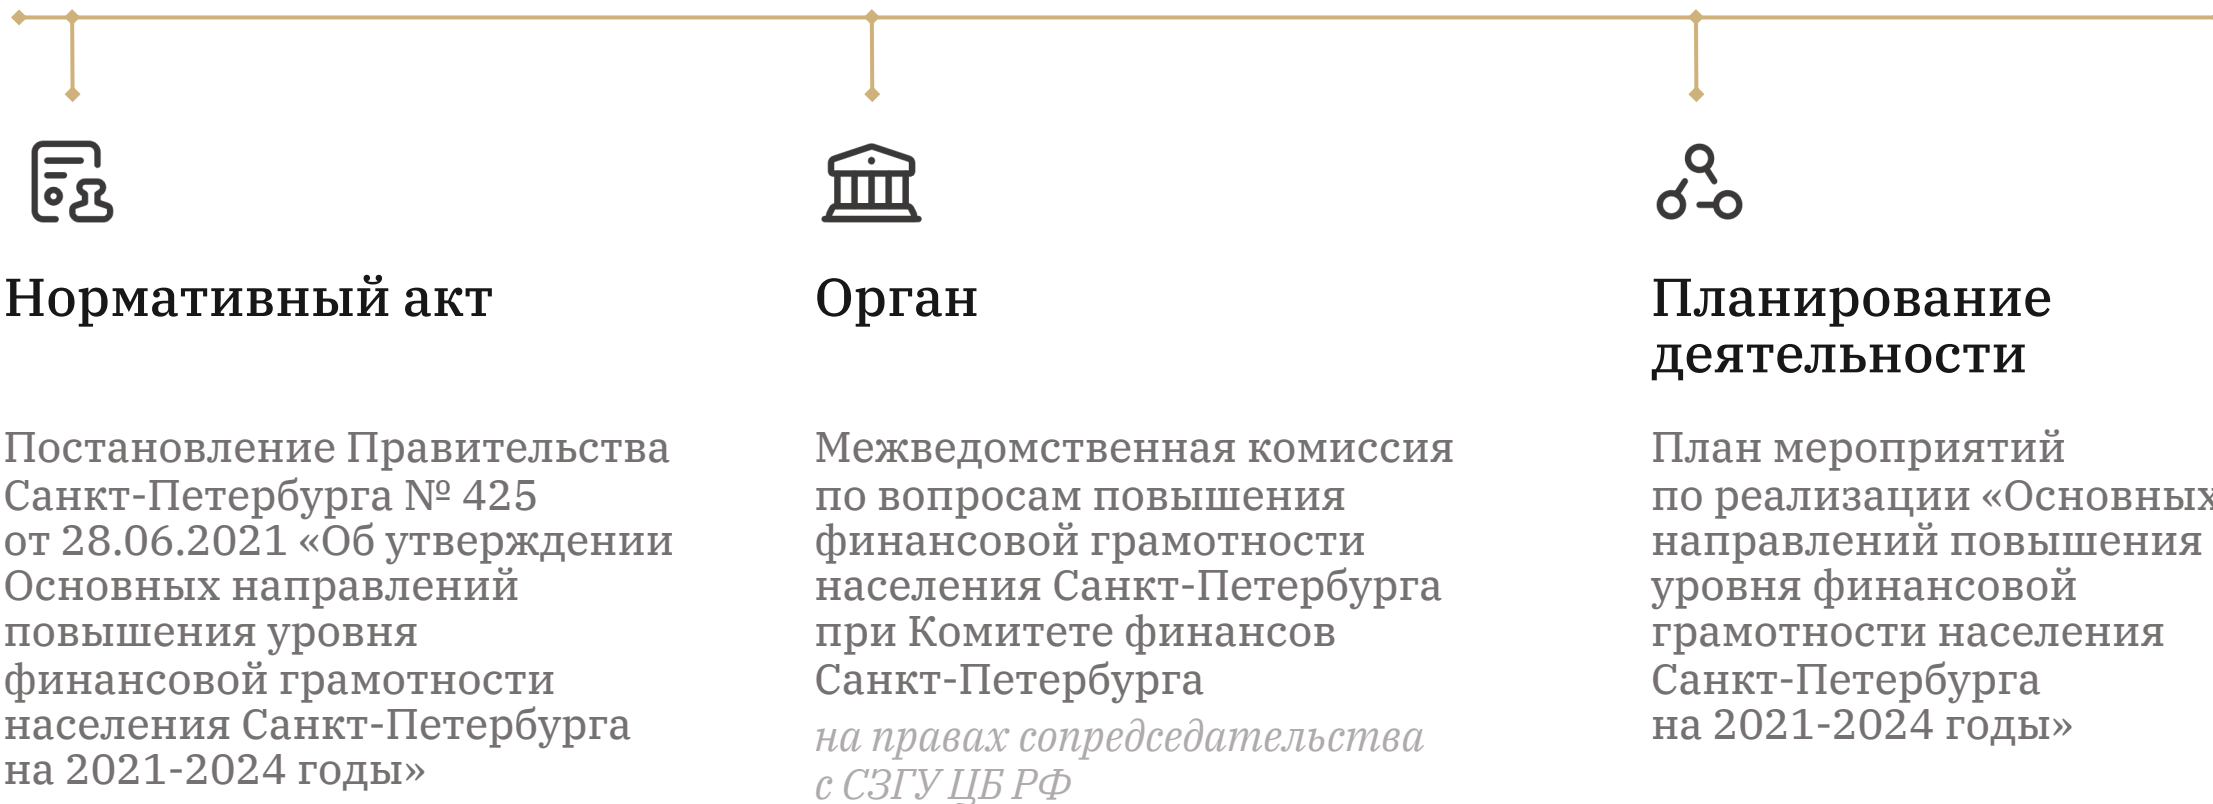 Нормативный акт
Постановление Правительства
Санкт-Петербурга № 425
от 28.06.2021 «Об утверждении
Основных направлений
повышения уровня
финансовой грамотности
населения Санкт-Петербурга
на 2021-2024 годы»
Орган
Межведомственная комиссия
по вопросам повышения
финансовой грамотности
населения Санкт-Петербурга
при Комитете финансов
Санкт-Петербурга
на правах сопредседательства
с СЗГУ ЦБ РФ
Планирование
деятельности
План мероприятий
по реализации «Основных
направлений повышения
уровня финансовой
грамотности населения
Санкт-Петербурга
на 2021-2024 годы»